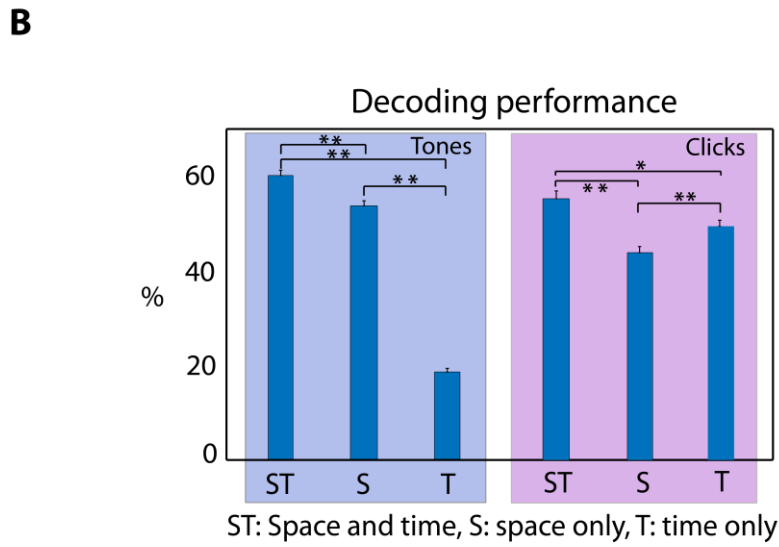 B
Decoding performance
** Tones
**
**
Clicks
*
**
**
60
40
%
20
0
ST S T ST S T
ST: Space and time, S: space only, T: time only